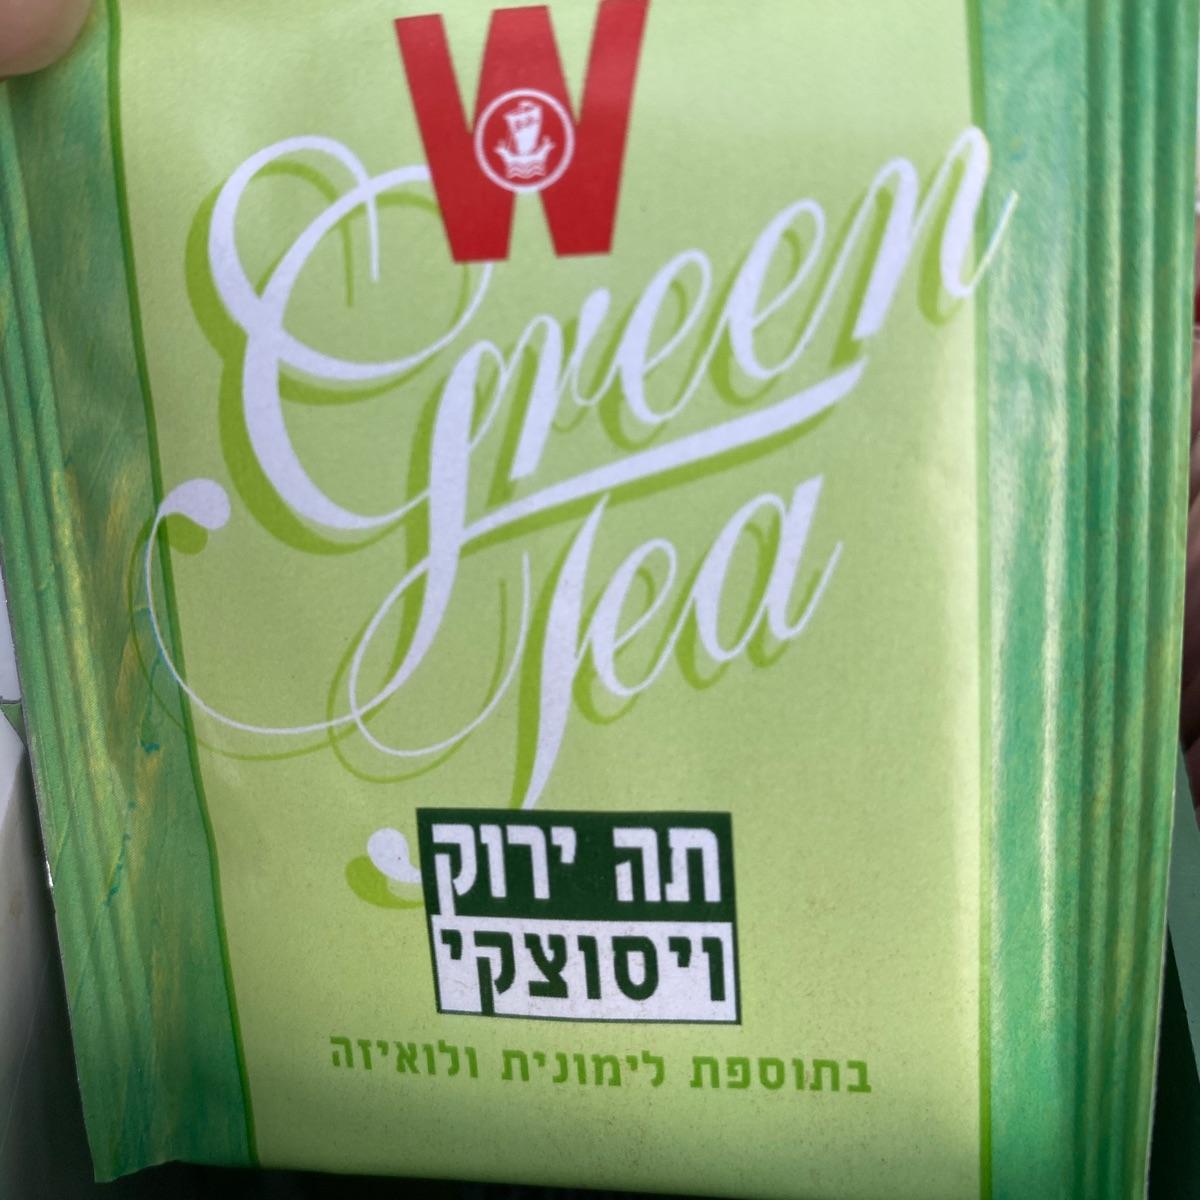 W
Green
Tea
תה ירוק
ויסוצקי
בתוספת לימונית ולואיזה